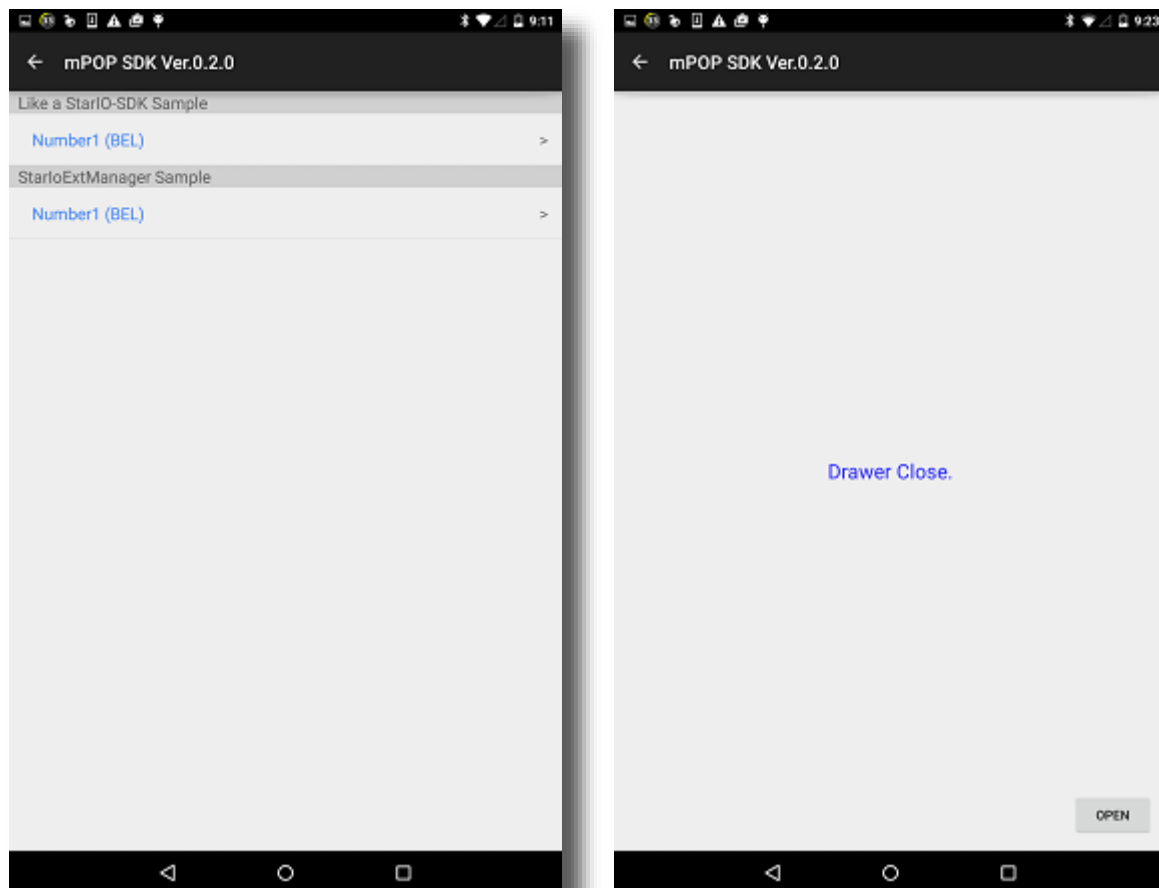 9:11
mPOP SDK Ver.0.2.0
Like a StarIO-SDK Sample
Number1 (BEL)
>
StarIoExtManager Sample
Number1 (BEL)
>
9:23
mPOP SDK Ver.0.2.0
Drawer Close.
OPEN